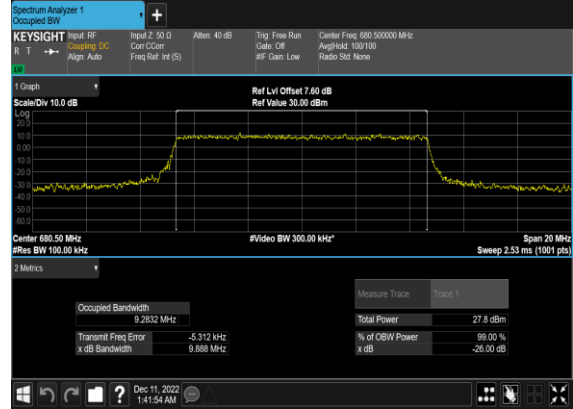 Spectrum Analyzer 1
Occupied BW
KEYSIGHT Input: RF Input Z: 50 Ω Atten: 40 dB Trig: Free Run Center Freq: 680.500000 MHz
R T Coupling: DC Corr CCorr Gate: Off Avg|Hold: 100/100
Align: Auto Freq Ref: Int (S) #IF Gain: Low Radio Std: None
LNI
1 Graph
Ref Lvl Offset 7.60 dB
Scale/Div 10.0 dB Ref Value 30.00 dBm
Log
20.0
10.0
0.00
-10.0
-20.0
-30.0
-40.0
-50.0
-60.0
Center 680.50 MHz #Video BW 300.00 kHz* Span 20 MHz
#Res BW 100.00 kHz Sweep 2.53 ms (1001 pts)
2 Metrics
Measure Trace Trace 1
Occupied Bandwidth
9.2832 MHz Total Power 27.8 dBm
Transmit Freq Error -5.312 kHz % of OBW Power 99.00 %
x dB Bandwidth 9.888 MHz x dB -26.00 dB
? Dec 11, 2022
1:41:54 AM